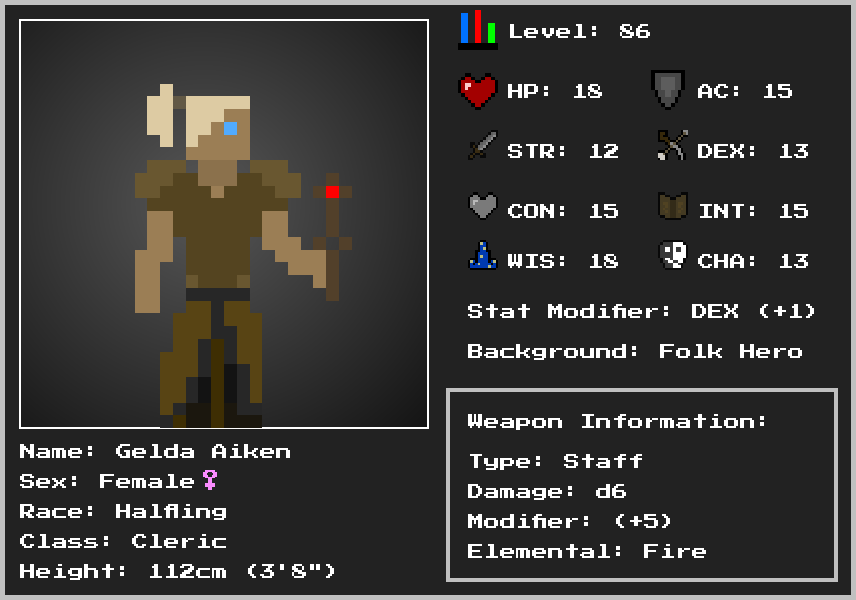 Level: 86
HP: 18 AC: 15
STR: 12 DEX: 13
CON: 15 INT: 15
WIS: 18 CHA: 13
Stat Modifier: DEX (+1)
Background: Folk Hero
Name: Gelda Aiken
Sex: Female♀
Race: Halfling
Class: Cleric
Height: 112cm (3'8")
Weapon Information:
Type: Staff
Damage: d6
Modifier: (+5)
Elemental: Fire